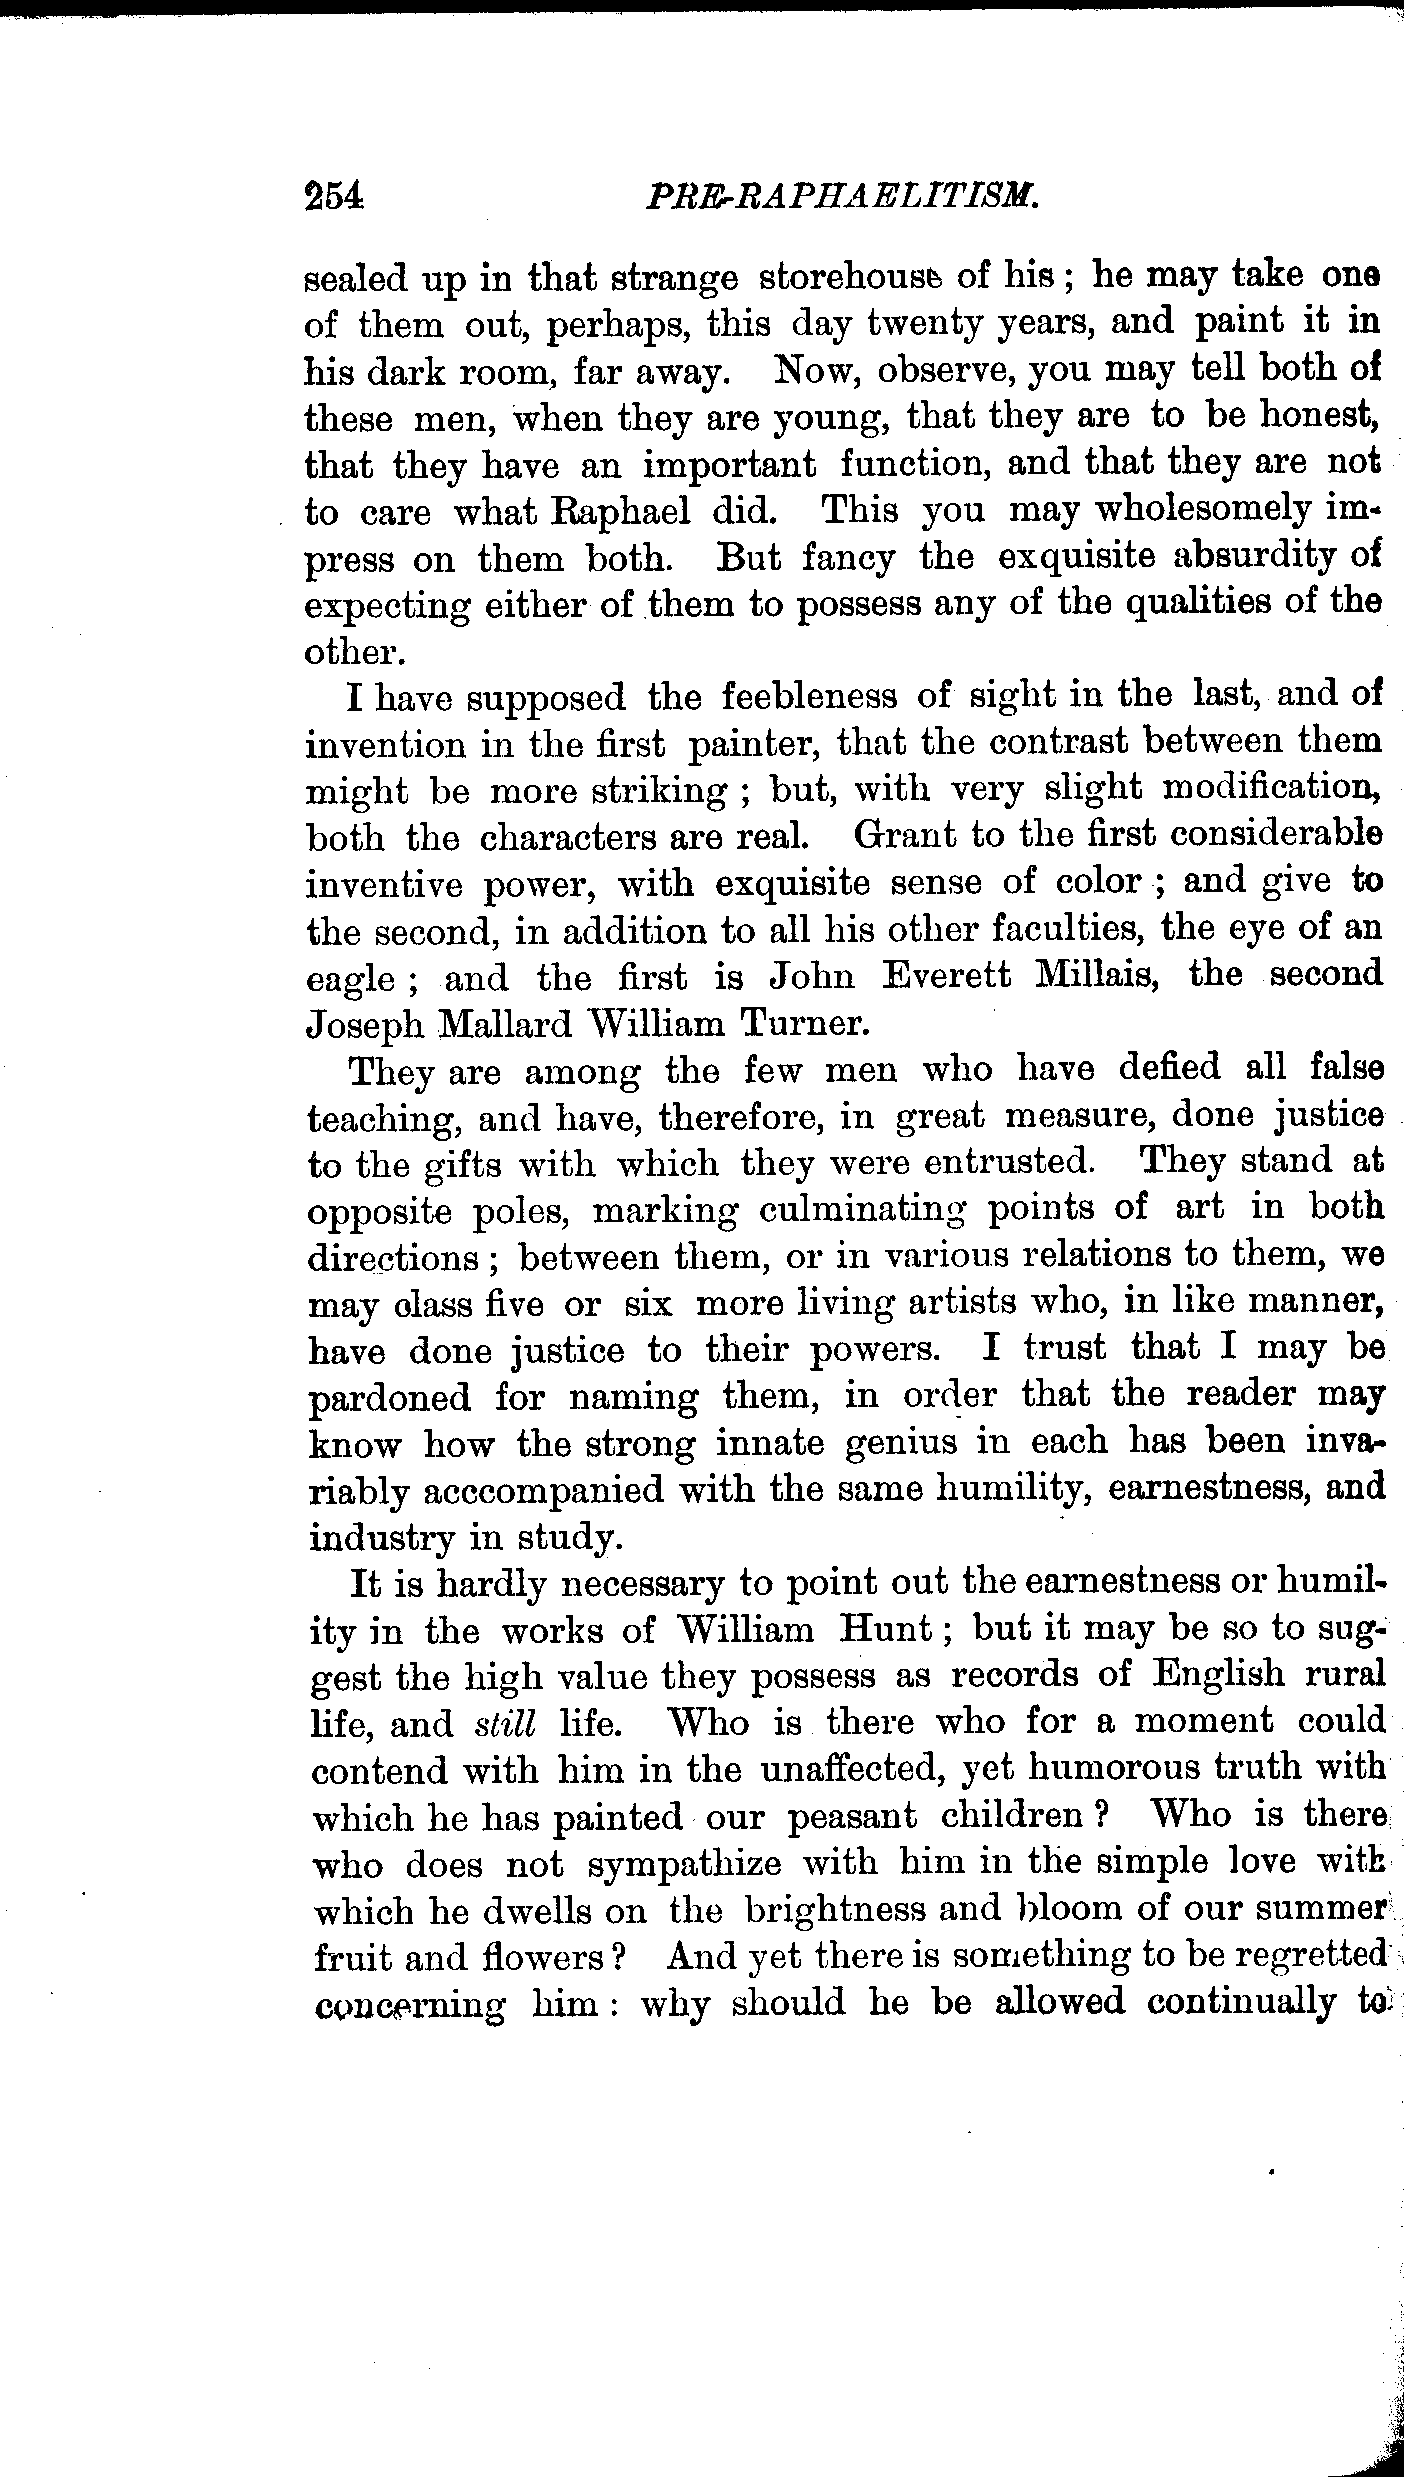 254 PRE-RAPHAELITISM.
sealed up in that strange storehouse of his ; he may take one
of them out, perhaps, this day twenty years, and paint it in
his dark room, far away. Now, observe, you may tell both of
these men, when they are young, that they are to be honest,
that they have an important function, and that they are not
to care what Raphael did. This you may wholesomely im-
press on them both. But fancy the exquisite absurdity of
expecting either of them to possess any of the qualities of the
other.
I have supposed the feebleness of sight in the last, and of
invention in the first painter, that the contrast between them
might be more striking ; but, with very slight modification,
both the characters are real. Grant to the first considerable
inventive power, with exquisite sense of color ; and give to
the second, in addition to all his other faculties, the eye of an
eagle ; and the first is John Everett Millais, the second
Joseph Mallard William Turner.
They are among the few men who have defied all false
teaching, and have, therefore, in great measure, done justice
to the gifts with which they were entrusted. They stand at
opposite poles, marking culminating points of art in both
directions ; between them, or in various relations to them, we
may class five or six more living artists who, in like manner,
have done justice to their powers. I trust that I may be
pardoned for naming them, in order that the reader may
know how the strong innate genius in each has been inva-
riably acccompanied with the same humility, earnestness, and
industry in study.
It is hardly necessary to point out the earnestness or humil-
ity in the works of William Hunt ; but it may be so to sug-
gest the high value they possess as records of English rural
life, and still life. Who is there who for a moment could
contend with him in the unaffected, yet humorous truth with
which he has painted our peasant children ? Who is there
who does not sympathize with him in the simple love with
which he dwells on the brightness and bloom of our summer
fruit and flowers ? And yet there is something to be regretted
concerning him : why should he be allowed continually to